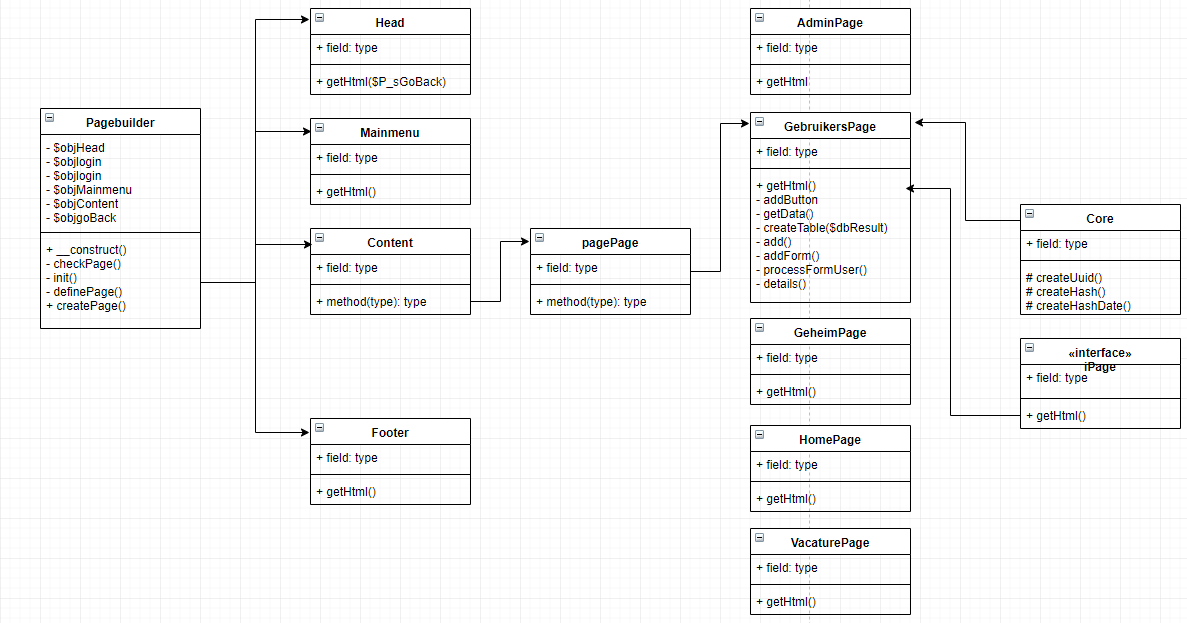 Pagebuilder
- $objHead
- $objlogin
- $objlogin
- $objMainmenu
- $objContent
- $objgoBack
+ __construct()
- checkPage()
- init()
- definePage()
+ createPage()
Head
+ field: type
+ getHtml($P_sGoBack)
Mainmenu
+ field: type
+ getHtml()
Content
+ field: type
+ method(type): type
Footer
+ field: type
+ getHtml()
pagePage
+ field: type
+ method(type): type
AdminPage
+ field: type
+ getHtml
GebruikersPage
+ field: type
+ getHtml()
- addButton
- getData()
- createTable($dbResult)
- add()
- addForm()
- processFormUser()
- details()
GeheimPage
+ field: type
+ getHtml()
HomePage
+ field: type
+ getHtml()
VacaturePage
+ field: type
+ getHtml()
Core
+ field: type
# createUuid()
# createHash()
# createHashDate()
«interface»
iPage
+ field: type
+ getHtml()